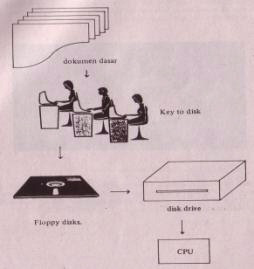 dokumen dasar
Key to disk
Floppy disks.
disk drive
CPU